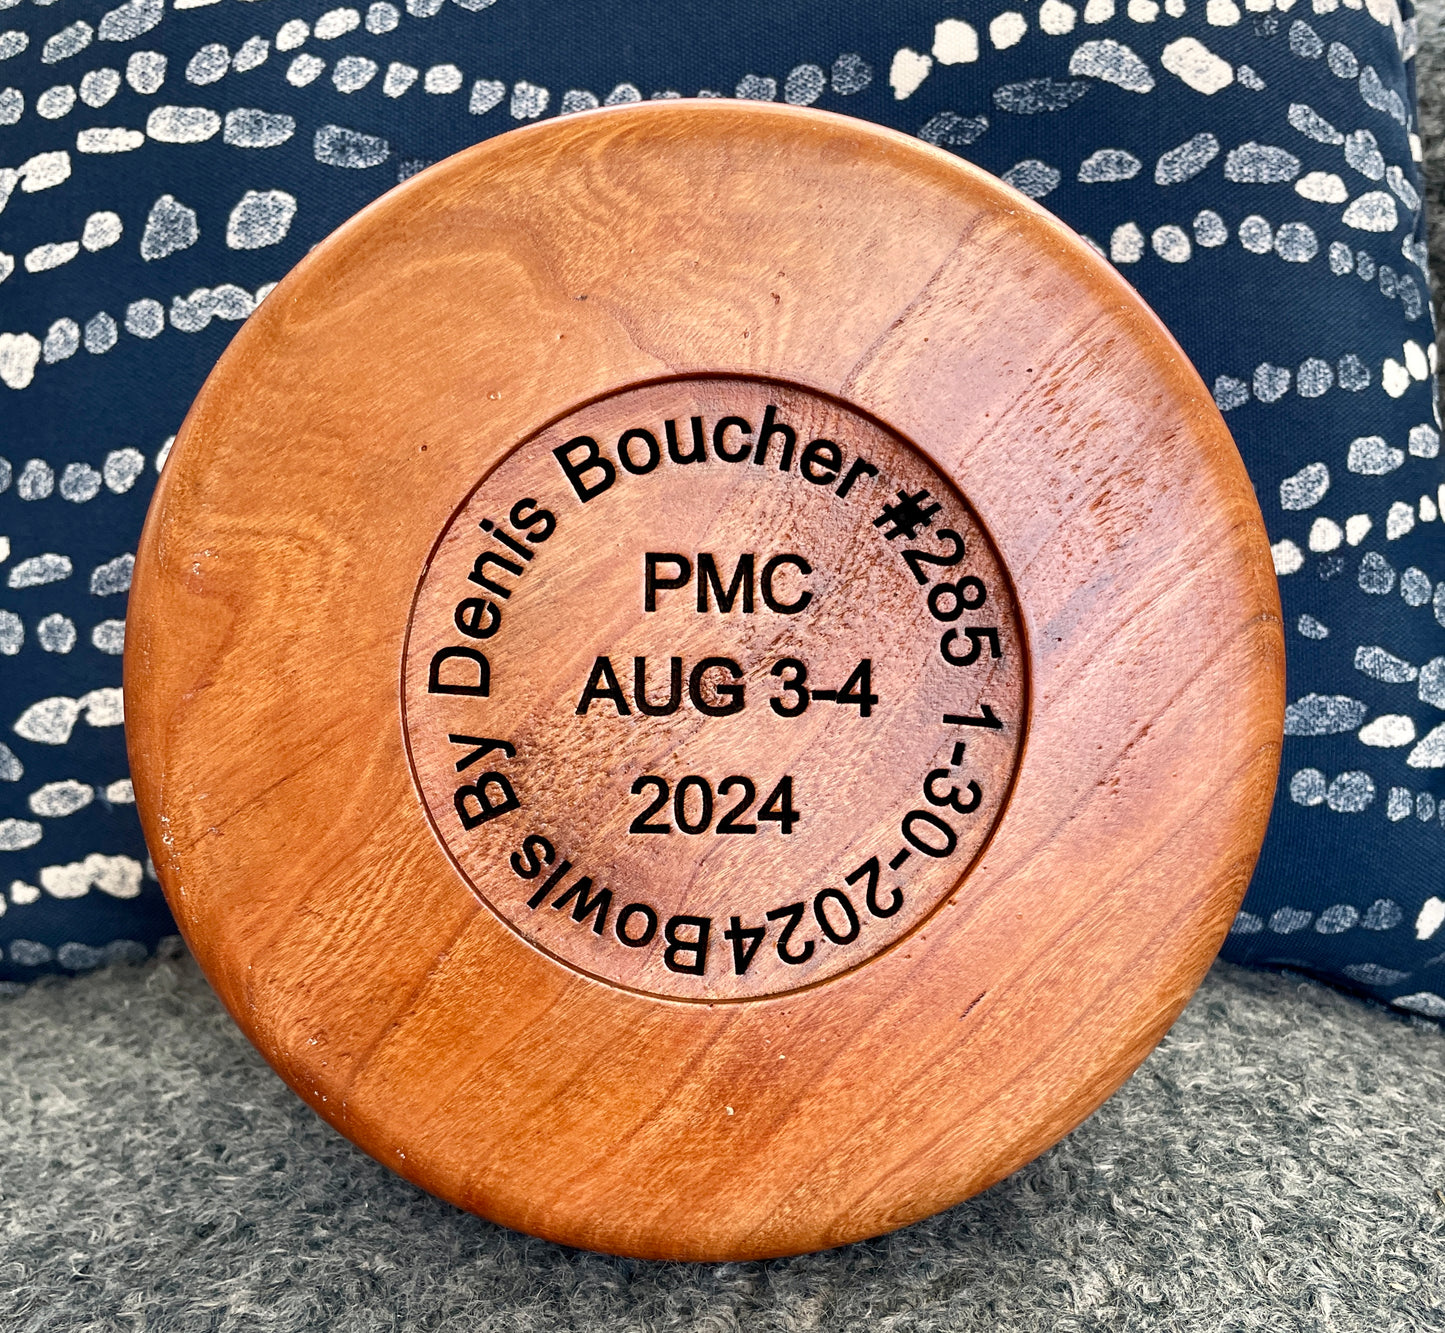 Bowls By Denis Boucher #285 1-30-2024
PMC
AUG 3-4
2024